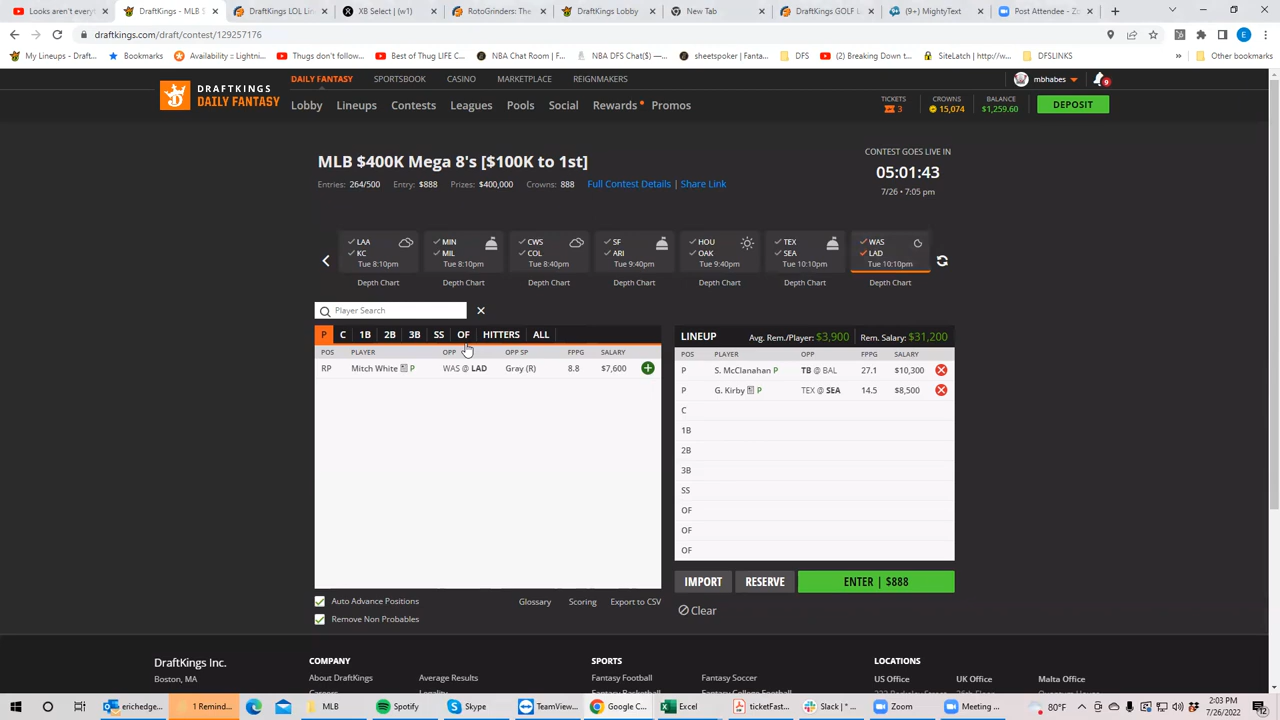 Looks aren't everyt
DraftKings - MLB $
DraftKings LOL Lin
XB Select | (w1)
RotoGrinders: The
DraftKings Lobby
New Tab
DraftKings GOLF Li
(9+) MightyText
Post Attendee - Zo
draftkings.com/draft/contest/129257176
E
My Lineups - Draft...
Bookmarks
Availability :: Lightni...
Thugs don't follow...
Best of Thug LIFE C...
NBA Chat Room / -...
NBA DFS Chat($) —...
sheetspoker | Fanta...
DFS
(2) Breaking Down t...
SiteLatch | http://w...
DFSLINKS
Other bookmarks
DRAFTKINGS
DAILY FANTASY
DAILY FANTASY SPORTSBOOK CASINO MARKETPLACE REIGNMAKERS
mbhabes
9
Lobby Lineups Contests Leagues Pools Social Rewards Promos
TICKETS
3
CROWNS
15,074
BALANCE
$1,259.60
DEPOSIT
MLB $400K Mega 8's [$100K to 1st]
Entries: 264/500 Entry: $888 Prizes: $400,000 Crowns: 888 Full Contest Details | Share Link
CONTEST GOES LIVE IN
05:01:43
7/26 • 7:05 pm
LAA
KC
Tue 8:10pm
Depth Chart
MIN
MIL
Tue 8:10pm
Depth Chart
CWS
COL
Tue 8:40pm
Depth Chart
SF
ARI
Tue 9:40pm
Depth Chart
HOU
OAK
Tue 9:40pm
Depth Chart
TEX
SEA
Tue 10:10pm
Depth Chart
WAS
LAD
Tue 10:10pm
Depth Chart
Player Search
P C 1B 2B 3B SS OF HITTERS ALL
POS PLAYER OPP OPP SP FPPG SALARY
RP Mitch White P WAS @ LAD Gray (R) 8.8 $7,600
Auto Advance Positions
Remove Non Probables
Glossary Scoring Export to CSV
LINEUP Avg. Rem./Player: $3,900 Rem. Salary: $31,200
POS PLAYER OPP FPPG SALARY
P S. McClanahan P TB @ BAL 27.1 $10,300
P G. Kirby P TEX @ SEA 14.5 $8,500
C
1B
2B
3B
SS
OF
OF
OF
IMPORT RESERVE ENTER | $888
Clear
DraftKings Inc.
Boston, MA
COMPANY
About DraftKings
Average Results
SPORTS
Fantasy Football
Fantasy Soccer
LOCATIONS
US Office
UK Office
Malta Office
erichedge...
1 Remind...
MLB
Spotify
Skype
TeamView...
Google C...
Excel
ticketFast...
Slack | *...
Zoom
Meeting ...
80°F
2:03 PM
7/26/2022